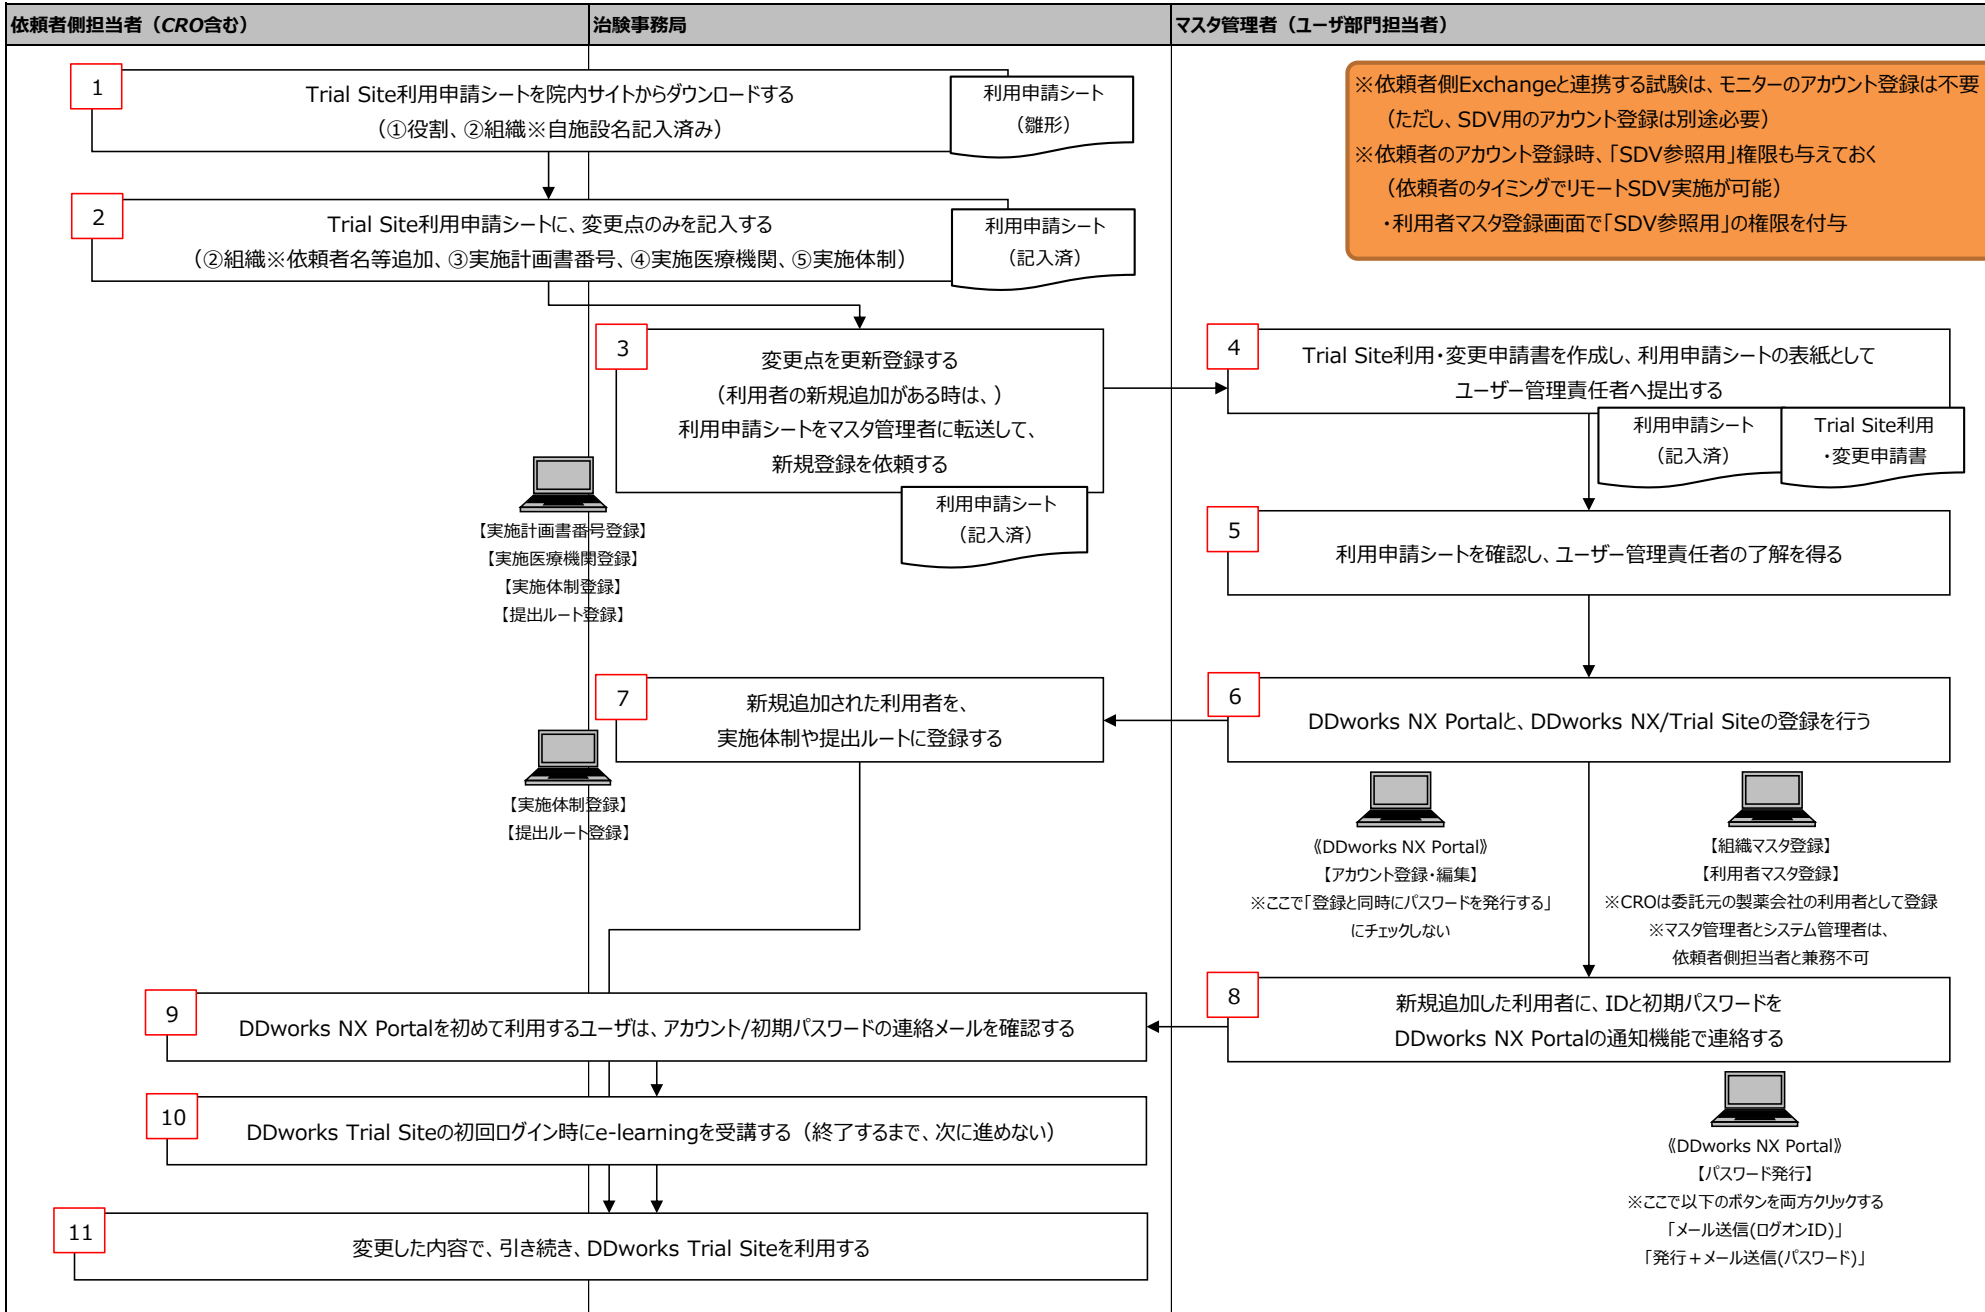 依頼者側担当者（CRO含む）
治験事務局
マスタ管理者（ユーザ部門担当者）
1
Trial Site利用申請シートを院内サイトからダウンロードする
（①役割、②組織※自施設名記入済み）
利用申請シート
（雛形）
※依頼者側Exchangeと連携する試験は、モニターのアカウント登録は不要
（ただし、SDV用のアカウント登録は別途必要）
※依頼者のアカウント登録時、「SDV参照用」権限も与えておく
（依頼者のタイミングでリモートSDV実施が可能）
・利用者マスタ登録画面で「SDV参照用」の権限を付与
2
Trial Site利用申請シートに、変更点のみを記入する
（②組織※依頼者名等追加、③実施計画書番号、④実施医療機関、⑤実施体制）
利用申請シート
（記入済）
3
変更点を更新登録する
（利用者の新規追加がある時は、）
利用申請シートをマスタ管理者に転送して、
新規登録を依頼する
利用申請シート
（記入済）
【実施計画書番号登録】
【実施医療機関登録】
【実施体制登録】
【提出ルート登録】
4
Trial Site利用・変更申請書を作成し、利用申請シートの表紙として
ユーザー管理責任者へ提出する
利用申請シート
（記入済）
Trial Site利用
・変更申請書
5
利用申請シートを確認し、ユーザー管理責任者の了解を得る
6
DDworks NX Portalと、DDworks NX/Trial Siteの登録を行う
《DDworks NX Portal》
【アカウント登録・編集】
※ここで「登録と同時にパスワードを発行する」
にチェックしない
【組織マスタ登録】
【利用者マスタ登録】
※CROは委託元の製薬会社の利用者として登録
※マスタ管理者とシステム管理者は、
依頼者側担当者と兼務不可
7
新規追加された利用者を、
実施体制や提出ルートに登録する
【実施体制登録】
【提出ルート登録】
8
新規追加した利用者に、IDと初期パスワードを
DDworks NX Portalの通知機能で連絡する
《DDworks NX Portal》
【パスワード発行】
※ここで以下のボタンを両方クリックする
「メール送信(ログオンID)」
「発行＋メール送信(パスワード)」
9
DDworks NX Portalを初めて利用するユーザは、アカウント/初期パスワードの連絡メールを確認する
10
DDworks Trial Siteの初回ログイン時にe-learningを受講する（終了するまで、次に進めない）
11
変更した内容で、引き続き、DDworks Trial Siteを利用する